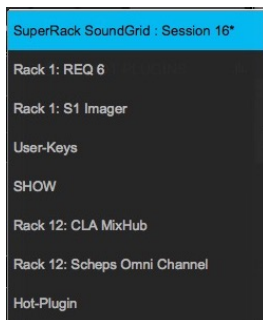 SuperRack SoundGrid : Session 16*
Rack 1: REQ 6
Rack 1: S1 Imager
User-Keys
SHOW
Rack 12: CLA MixHub
Rack 12: Scheps Omni Channel
Hot-Plugin